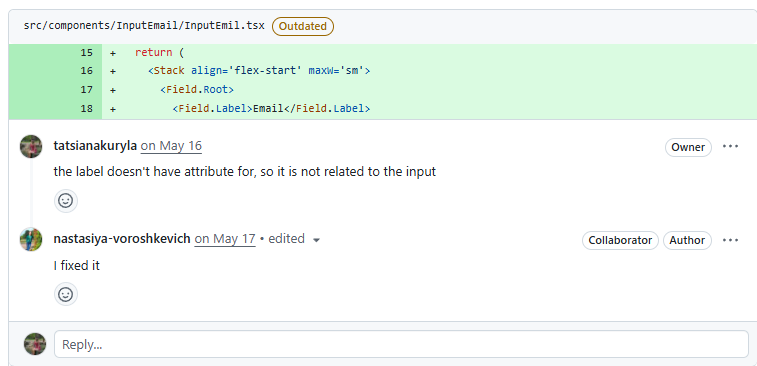 src/components/InputEmail/InputEmil.tsx Outdated
15 + return (
16 + <Stack align='flex-start' maxW='sm'>
17 + <Field.Root>
18 + <Field.Label>Email</Field.Label>
tatsianakuryla on May 16 Owner ...
the label doesn't have attribute for, so it is not related to the input
nastasiya-voroshkevich on May 17 • edited Collaborator Author ...
I fixed it
Reply...